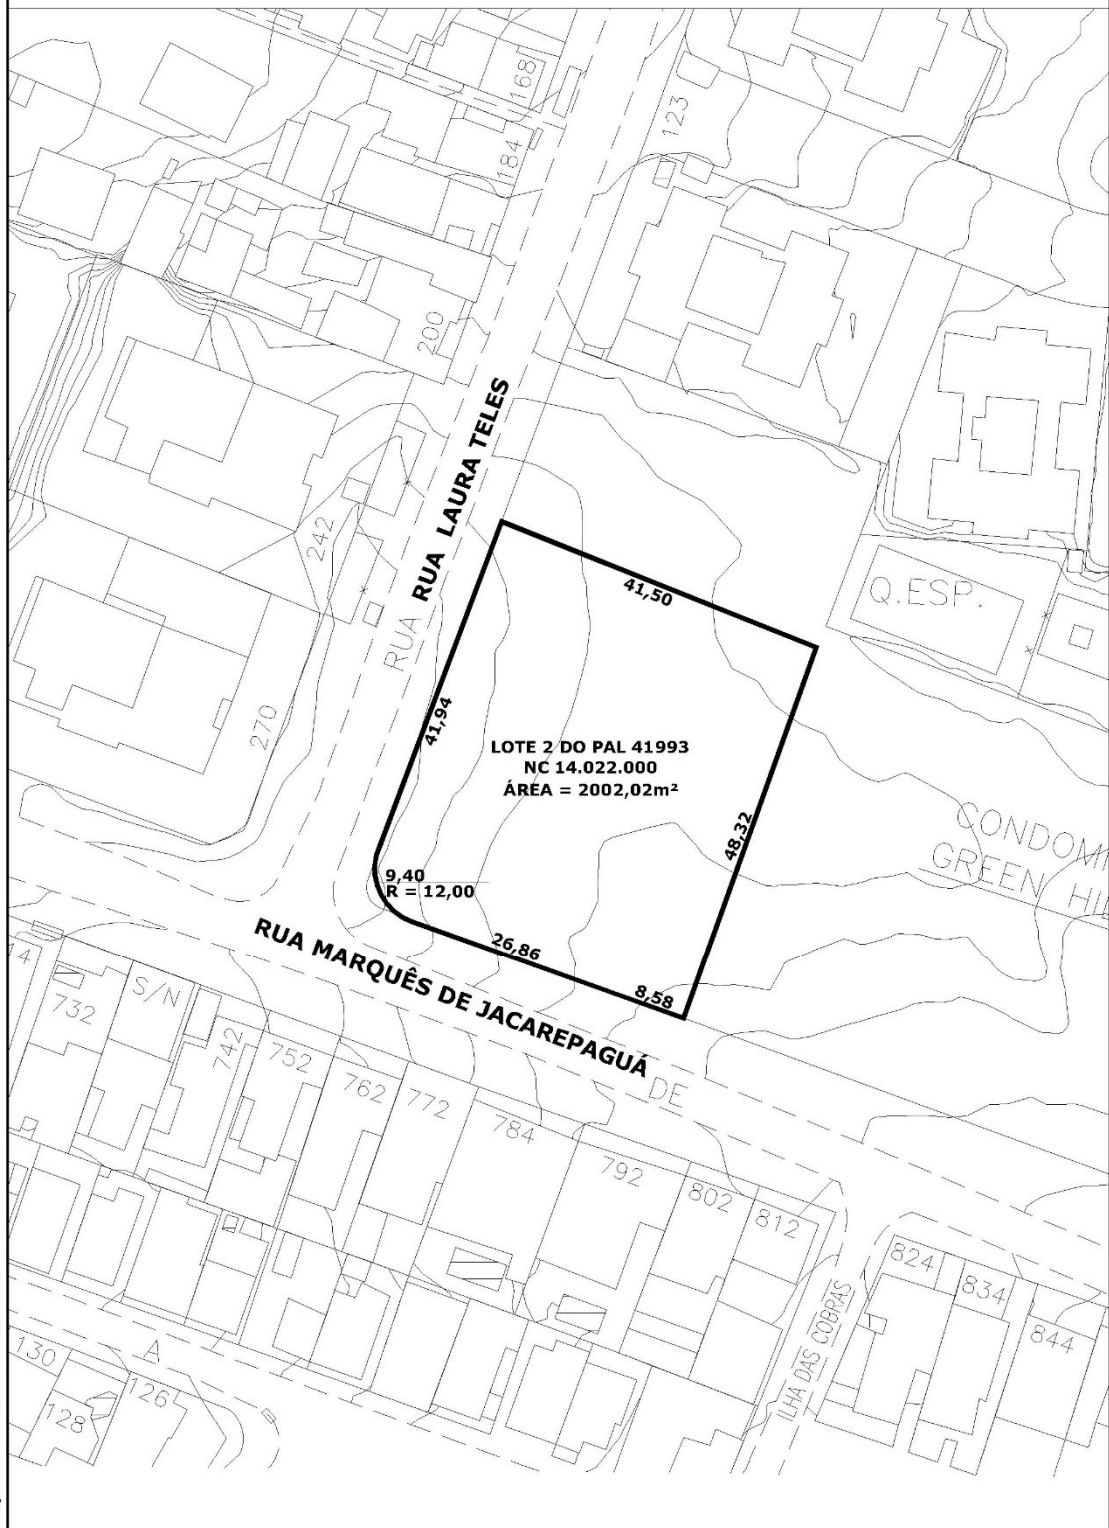 168
123
184
200
RUA LAURA TELES
242
41,50
Q.ESP.
RUA
270
41,94
LOTE 2 DO PAL 41993
NC 14.022.000
ÁREA = 2002,02m²
48,32
CONDOMI
GREEN HI
9,40
R = 12,00
26,86
8,58
RUA MARQUÊS DE JACAREPAGUÁ
DE
14
732
S/N
742
752
762
772
784
792
802
812
824
834
844
ILHA DAS COBRAS
A
130
128
126